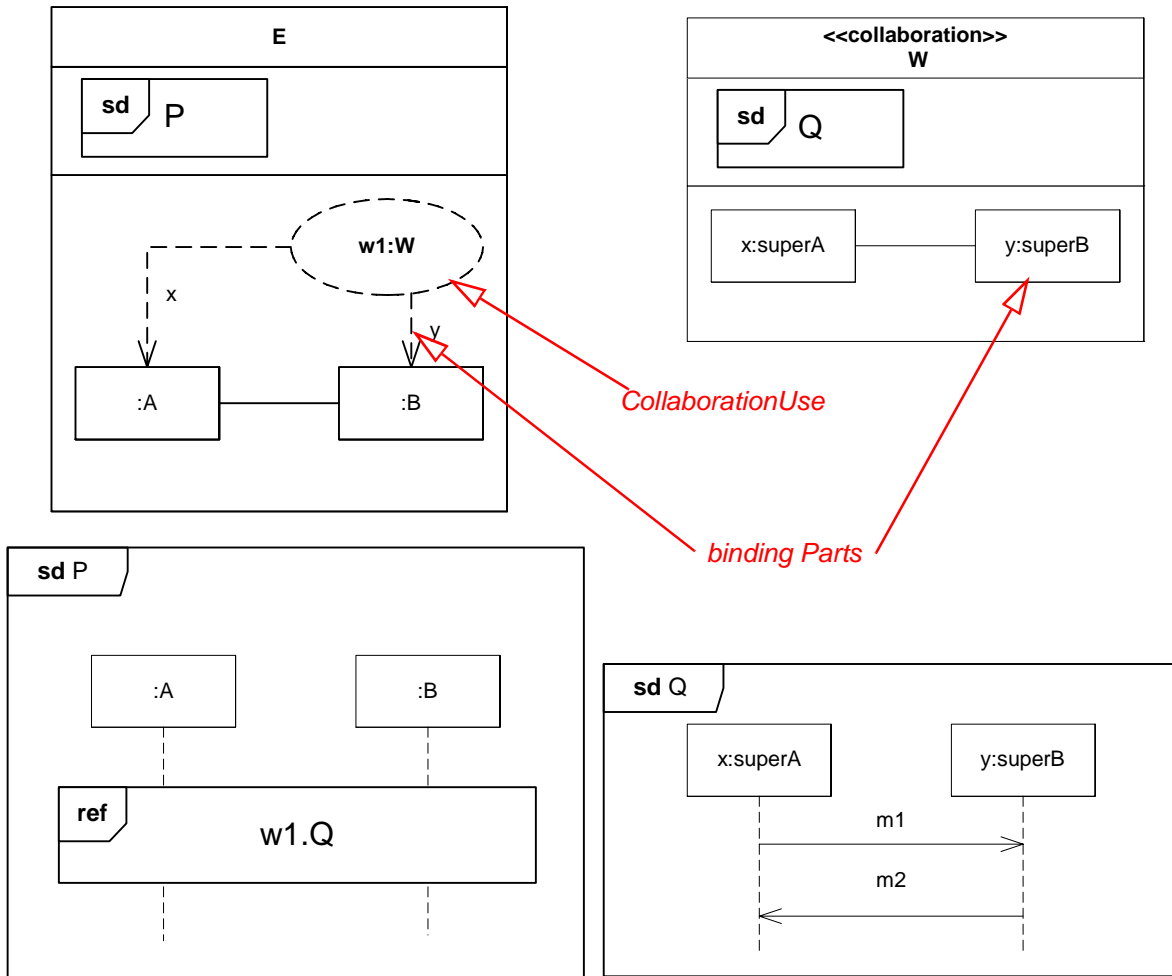 E
sd P
w1:W
x
y
:A
:B
<<collaboration>>
W
sd Q
x:superA
y:superB
CollaborationUse
binding Parts
sd P
:A
:B
ref
w1.Q
sd Q
x:superA
y:superB
m1
m2